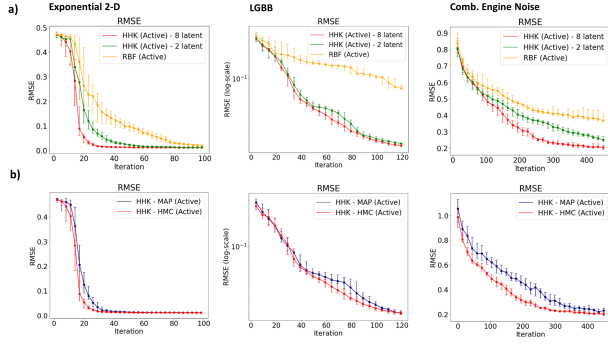 Exponential 2-D
LGBB
Comb. Engine Noise
a)
RMSE
RMSE
RMSE
HHK (Active) - 8 latent
HHK (Active) - 2 latent
RBF (Active)
HHK (Active) - 8 latent
HHK (Active) - 2 latent
RBF (Active)
HHK (Active) - 8 latent
HHK (Active) - 2 latent
RBF (Active)
RMSE
0.5
0.4
0.3
0.2
0.1
0.0
0 20 40 60 80 100
Iteration
RMSE (log-scale)
10⁻¹
0 20 40 60 80 100 120
Iteration
RMSE
1.0
0.8
0.6
0.4
0.2
0 100 200 300 400
Iteration
b)
RMSE
RMSE
RMSE
HHK - MAP (Active)
HHK - HMC (Active)
HHK - MAP (Active)
HHK - HMC (Active)
HHK - MAP (Active)
HHK - HMC (Active)
RMSE
0.4
0.3
0.2
0.1
0.0
0 20 40 60 80 100
Iteration
RMSE (log-scale)
10⁻¹
0 20 40 60 80 100 120
Iteration
RMSE
1.2
1.0
0.8
0.6
0.4
0.2
0 100 200 300 400
Iteration